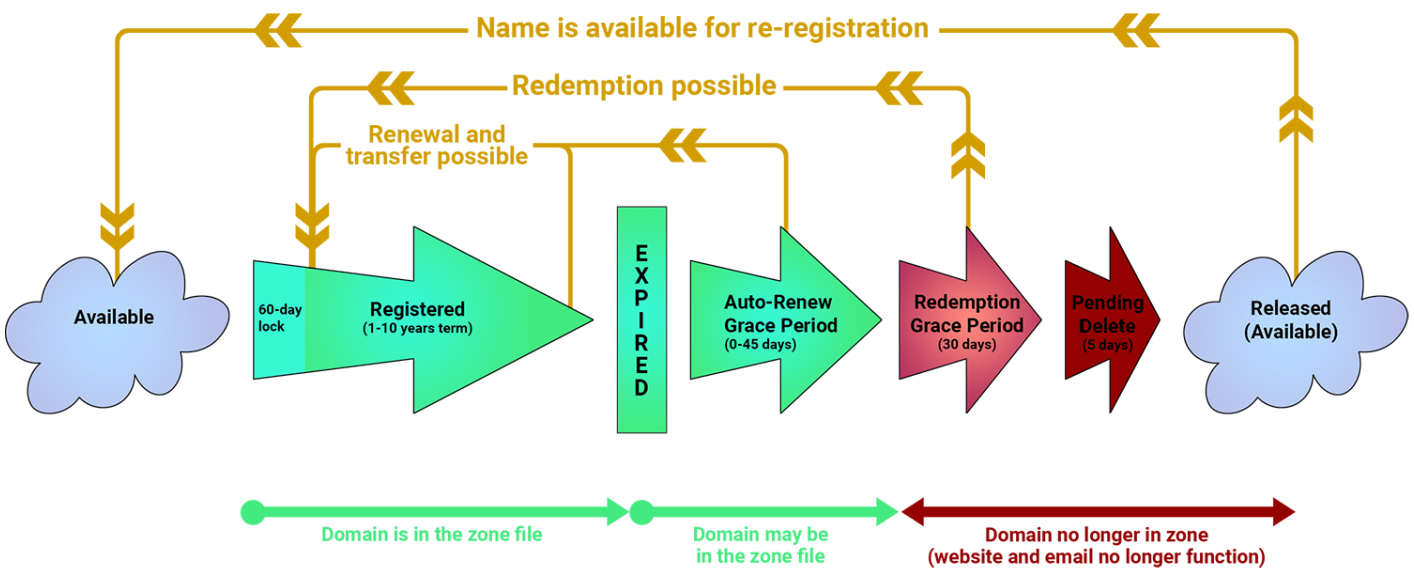 Name is available for re-registration
Redemption possible
Renewal and
transfer possible
Available
60-day
lock
Registered
(1-10 years term)
EXPIRED
Auto-Renew
Grace Period
(0-45 days)
Redemption
Grace Period
(30 days)
Pending
Delete
(5 days)
Released
(Available)
Domain is in the zone file
Domain may be
in the zone file
Domain no longer in zone
(website and email no longer function)